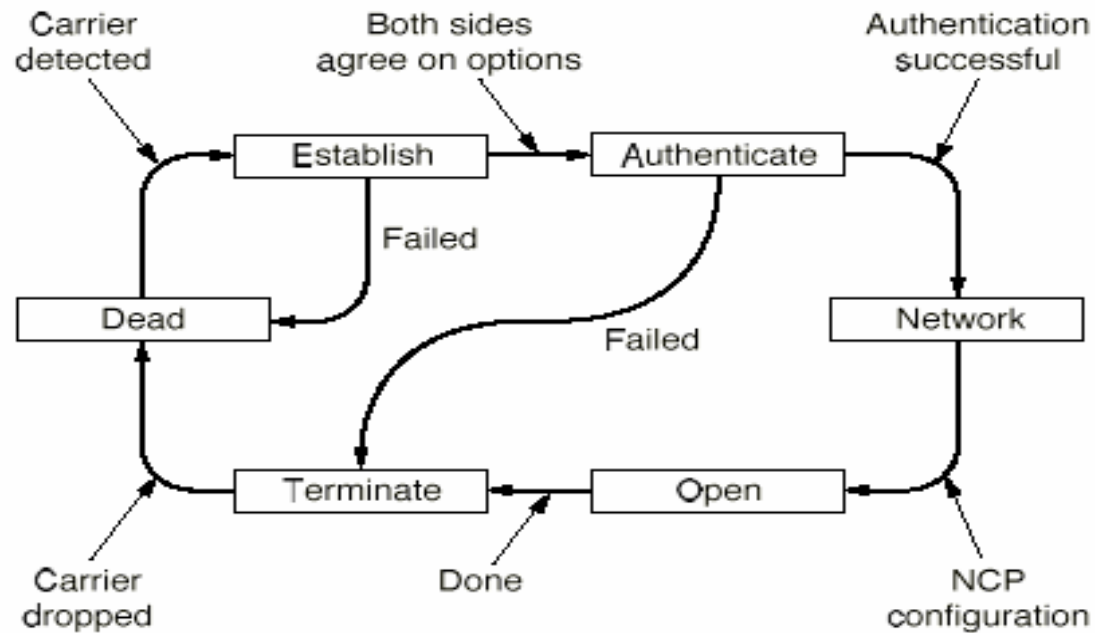 Carrier
detected
Both sides
agree on options
Authentication
successful
Establish
Authenticate
Failed
Dead
Failed
Network
Terminate
Open
Carrier
dropped
Done
NCP
configuration